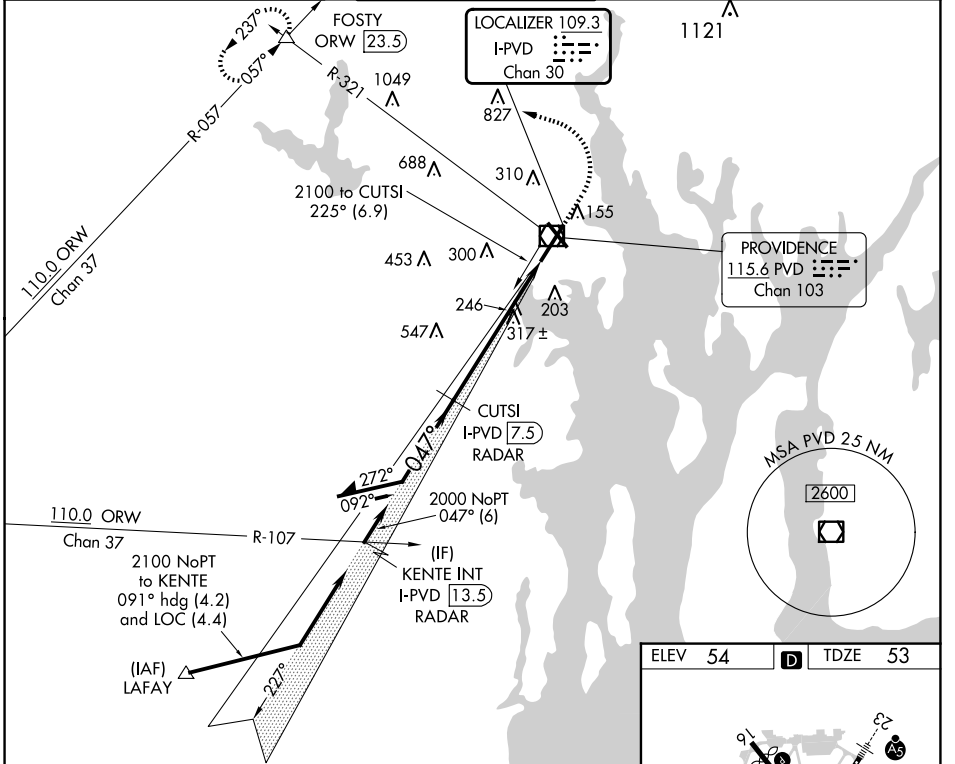 FOSTY
ORW 23.5
237°
057°
R-057
R-321
LOCALIZER 109.3
I-PVD
Chan 30
1121
1049
827
688
310
155
2100 to CUTSI
225° (6.9)
453
300
246
203
317 ±
547
110.0 ORW
Chan 37
PROVIDENCE
115.6 PVD
Chan 103
CUTSI
I-PVD 7.5
RADAR
047°
272°
092°
2000 NoPT
047° (6)
MSA PVD 25 NM
2600
110.0 ORW
Chan 37
R-107
(IF)
KENTE INT
I-PVD 13.5
RADAR
2100 NoPT
to KENTE
091° hdg (4.2)
and LOC (4.4)
(IAF)
LAFAY
227°
ELEV 54
D
TDZE 53
16
23
A5